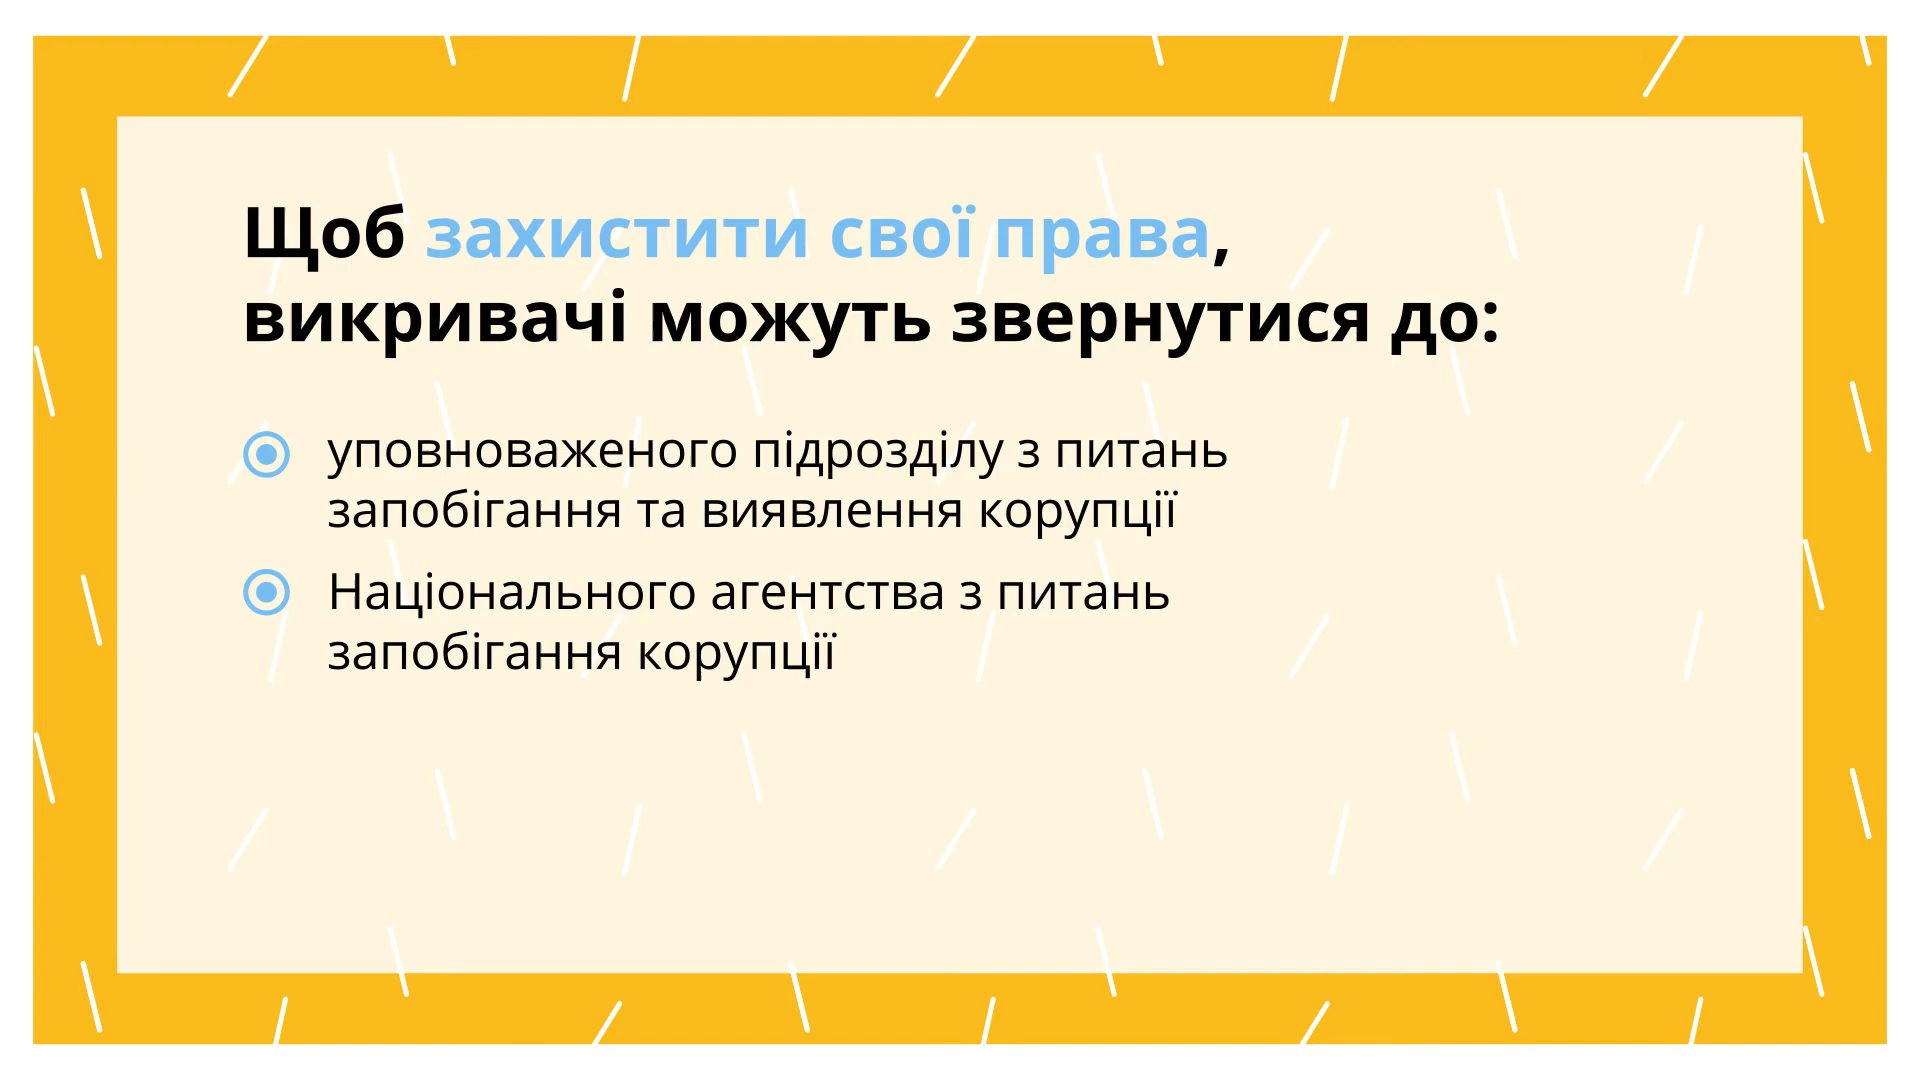 Щоб захистити свої права,
викривачі можуть звернутися до:
уповноваженого підрозділу з питань
запобігання та виявлення корупції
Національного агентства з питань
запобігання корупції